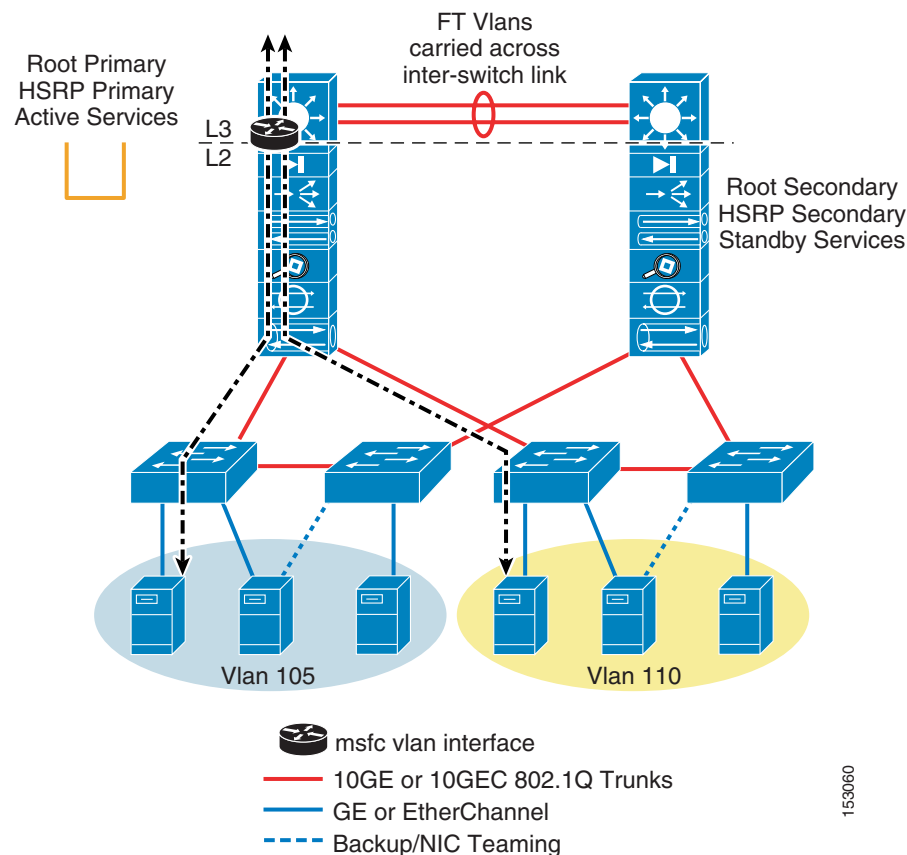 FT Vlans
carried across
inter-switch link
Root Primary
HSRP Primary
Active Services
L3
L2
Root Secondary
HSRP Secondary
Standby Services
Vlan 105
Vlan 110
msfc vlan interface
10GE or 10GEC 802.1Q Trunks
GE or EtherChannel
Backup/NIC Teaming
153060